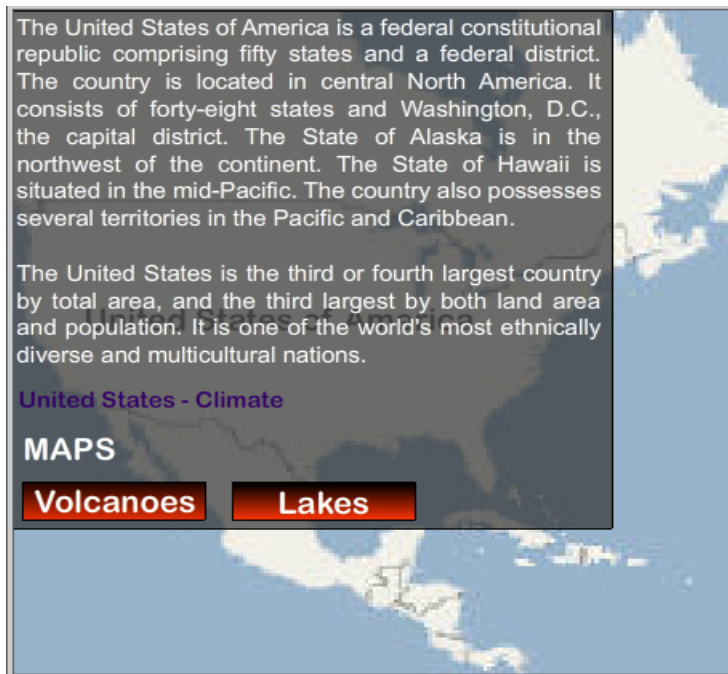 The United States of America is a federal constitutional
republic comprising fifty states and a federal district.
The country is located in central North America. It
consists of forty-eight states and Washington, D.C.,
the capital district. The State of Alaska is in the
northwest of the continent. The State of Hawaii is
situated in the mid-Pacific. The country also possesses
several territories in the Pacific and Caribbean.
The United States is the third or fourth largest country
by total area, and the third largest by both land area
United States of America
and population. It is one of the world's most ethnically
diverse and multicultural nations.
United States - Climate
MAPS
Volcanoes Lakes